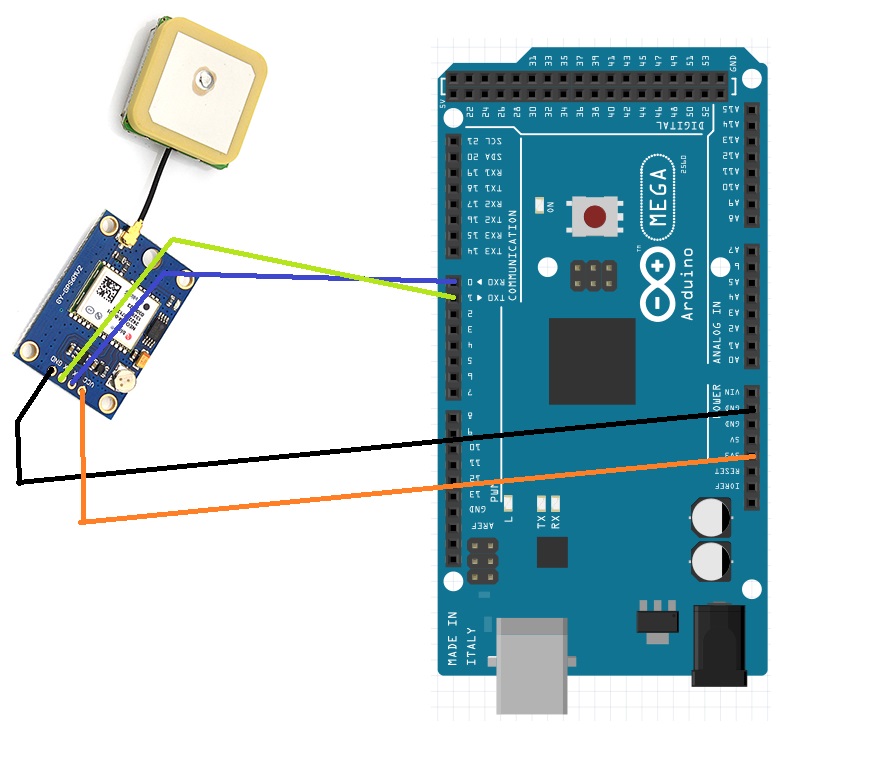 GY-GPS6MV2
GND
VCC
31 33 35 37 39 41 43 45 47 49 51 53 GND
5V
22 24 26 28 30 32 34 36 38 40 42 44 46 48 50 52
DIGITAL
SCL 21
SDA 20
RX1 19
TX1 18
RX2 17
TX2 16
RX3 15
TX3 14
COMMUNICATION
RX0 ◄ 0
TX0 ► 1
2
3
4
5
6
7
8
9
10
11
12
13
GND
AREF
PWM
L
TX
RX
ON
MEGA
2560
Arduino
TM
A15
A14
A13
A12
A11
A10
A9
A8
A7
A5
A4
A3
A2
A1
A0
ANALOG IN
VIN
GND
GND
5V
3V3
RESET
IOREF
POWER
MADE IN
ITALY